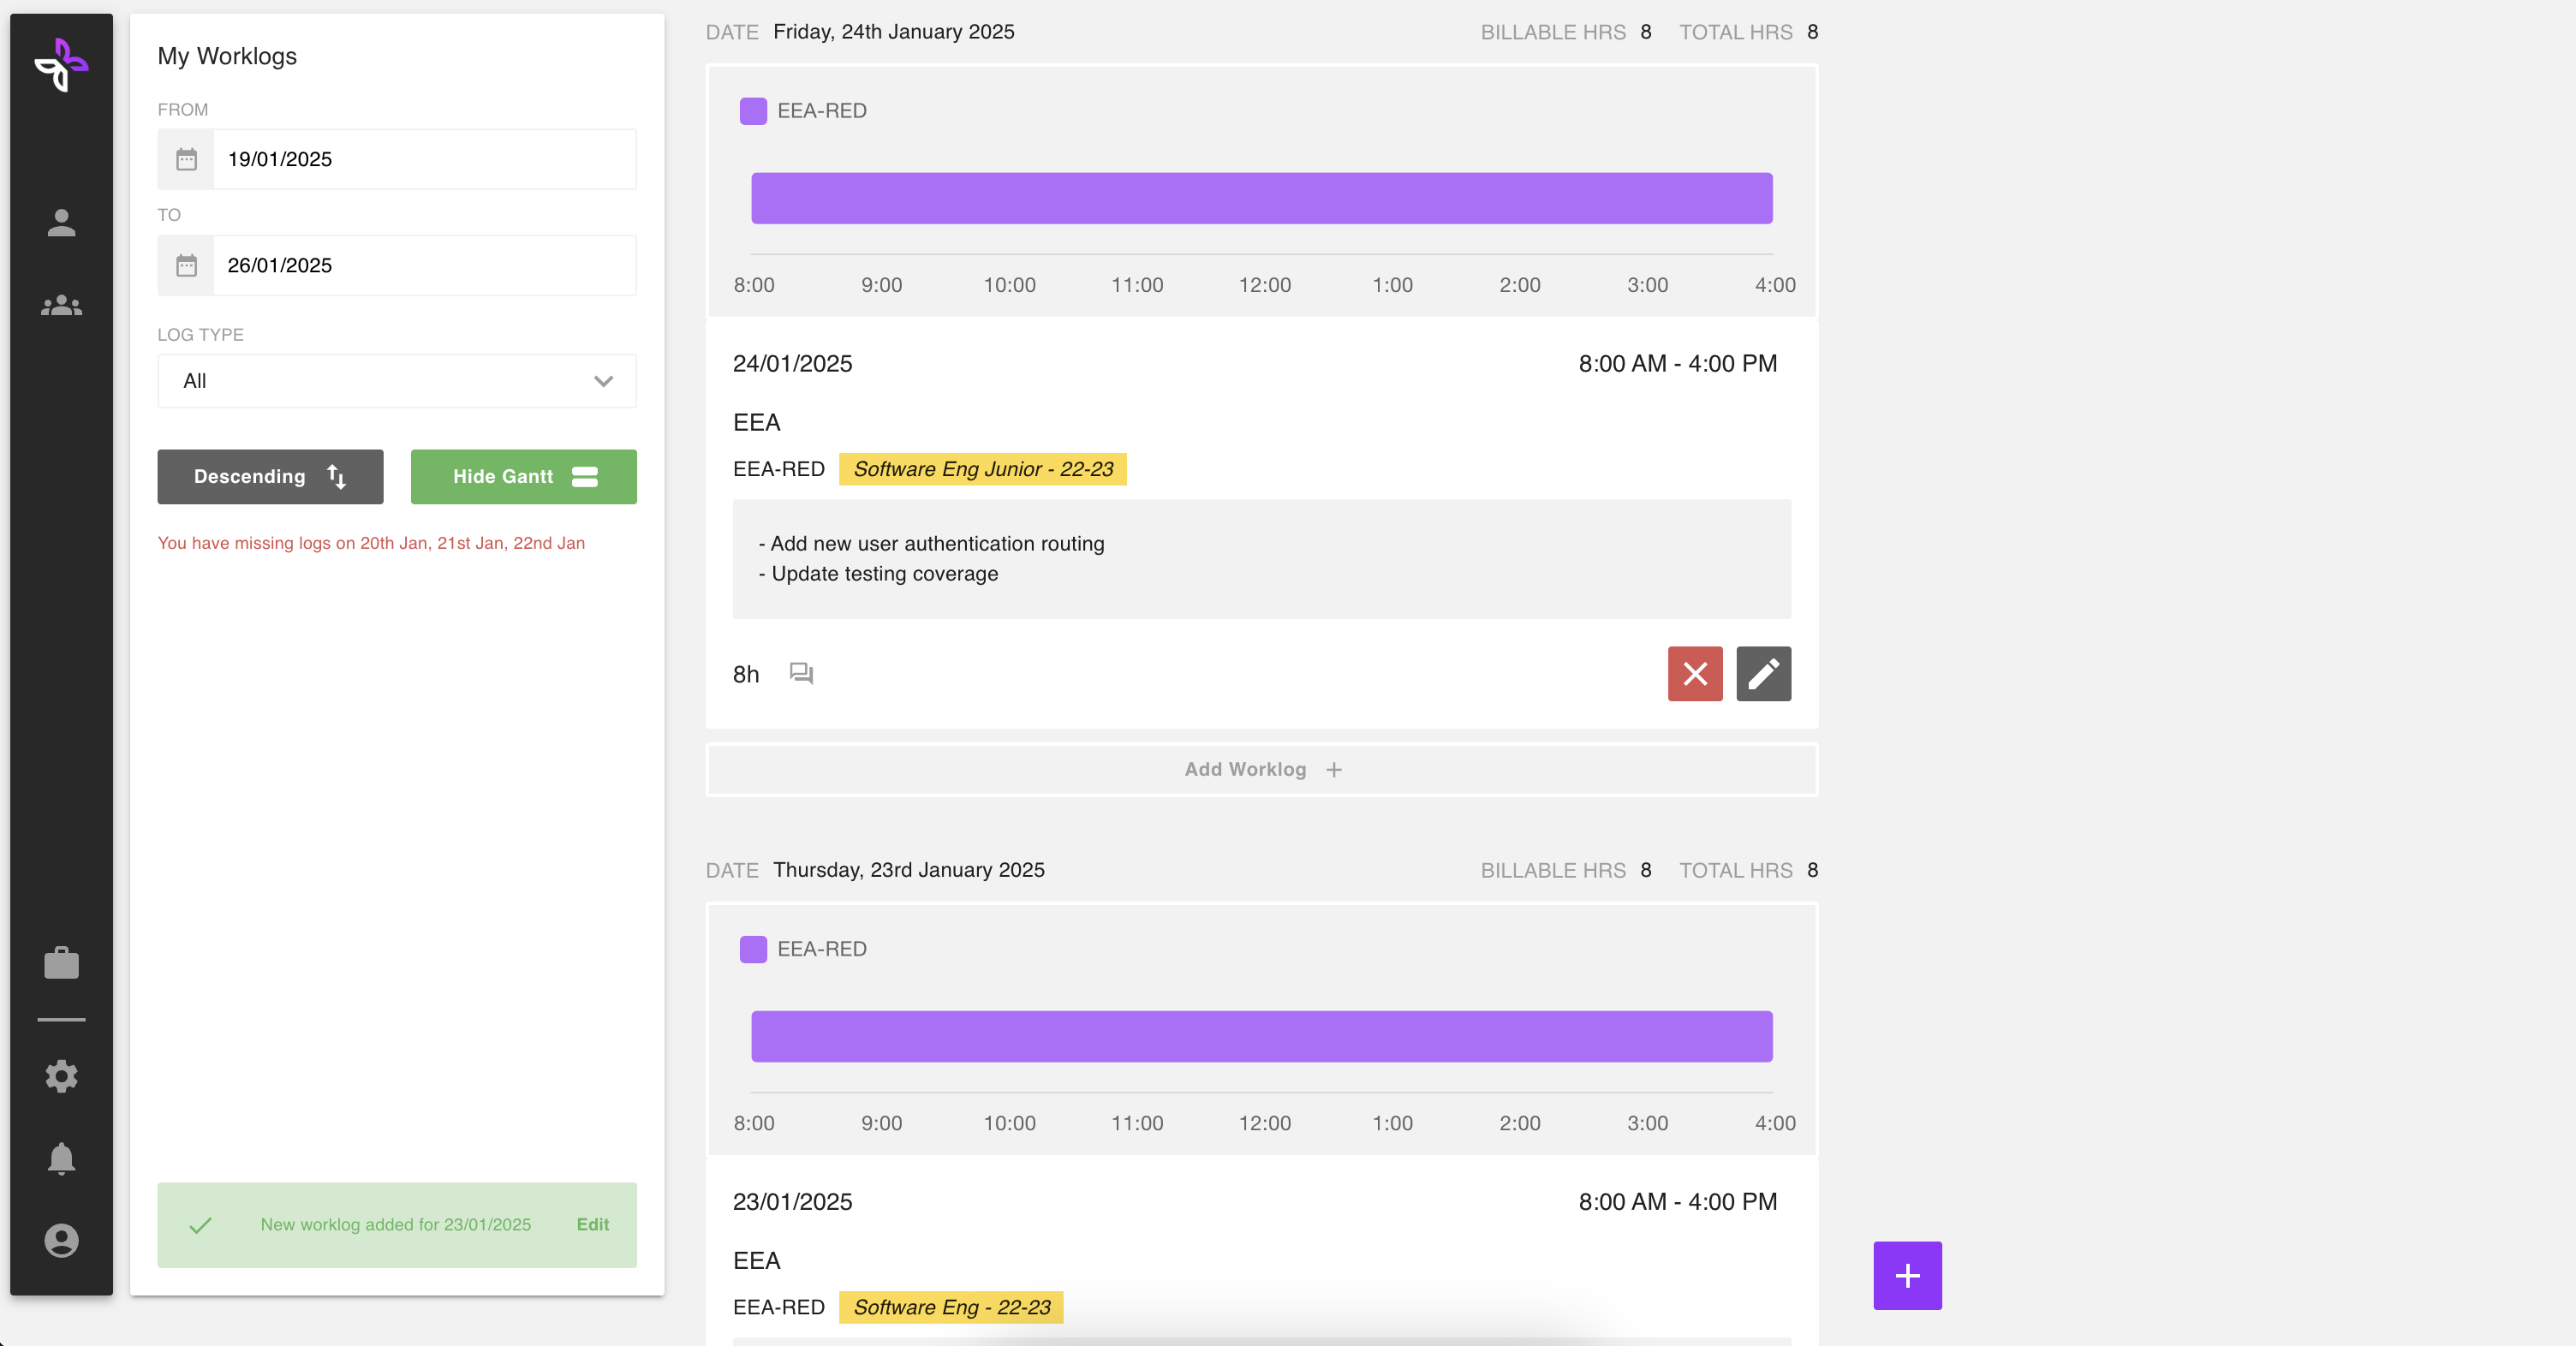 My Worklogs
FROM
19/01/2025
TO
26/01/2025
LOG TYPE
All
Descending
Hide Gantt
You have missing logs on 20th Jan, 21st Jan, 22nd Jan
New worklog added for 23/01/2025 Edit
DATE Friday, 24th January 2025 BILLABLE HRS 8 TOTAL HRS 8
EEA-RED
8:00 9:00 10:00 11:00 12:00 1:00 2:00 3:00 4:00
24/01/2025 8:00 AM - 4:00 PM
EEA
EEA-RED Software Eng Junior - 22-23
- Add new user authentication routing
- Update testing coverage
8h
Add Worklog +
DATE Thursday, 23rd January 2025 BILLABLE HRS 8 TOTAL HRS 8
EEA-RED
8:00 9:00 10:00 11:00 12:00 1:00 2:00 3:00 4:00
23/01/2025 8:00 AM - 4:00 PM
EEA
EEA-RED Software Eng - 22-23